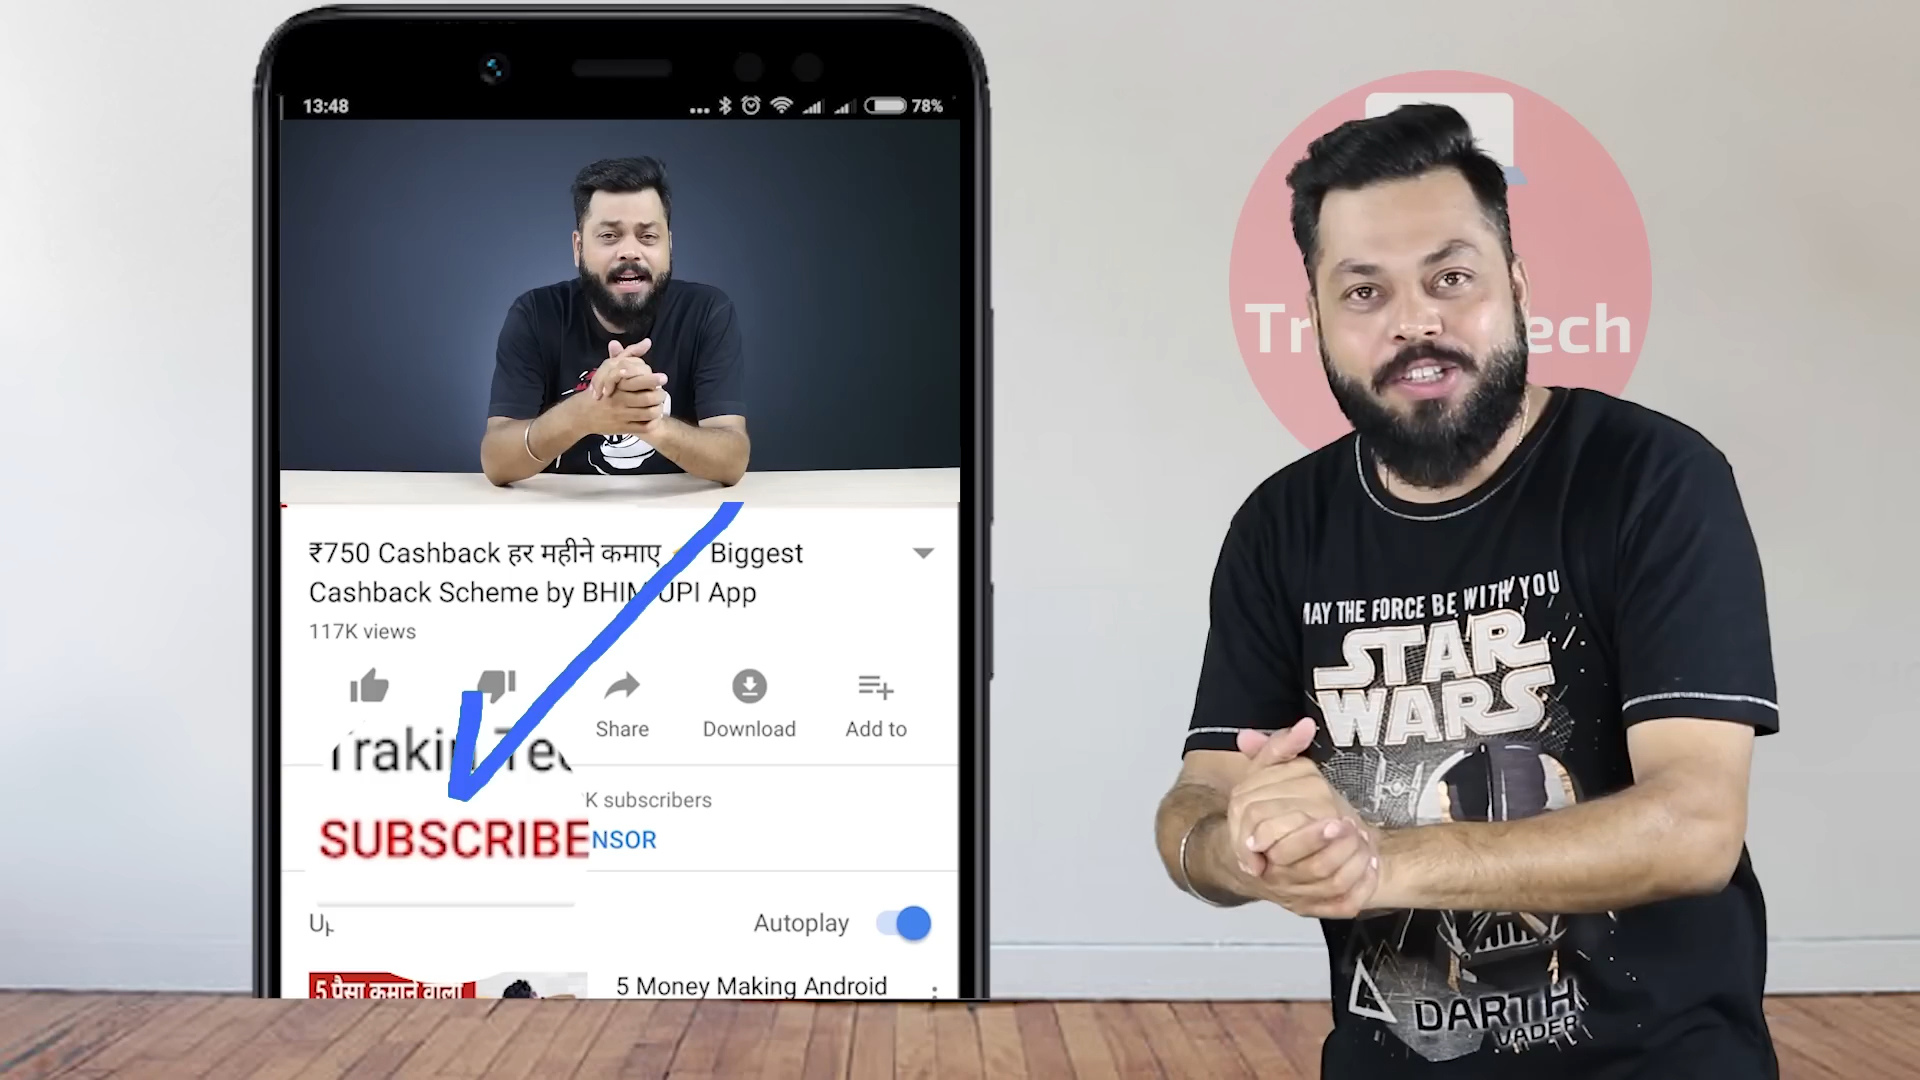 13:48
78%
₹750 Cashback हर महीने कमाए Biggest
Cashback Scheme by BHIM UPI App
117K views
Share
Download
Add to
SUBSCRIBE
K subscribers
Autoplay
5 पैसा कमाने वाला
5 Money Making Android
MAY THE FORCE BE WITH YOU
STAR
WARS
DARTH
VADER